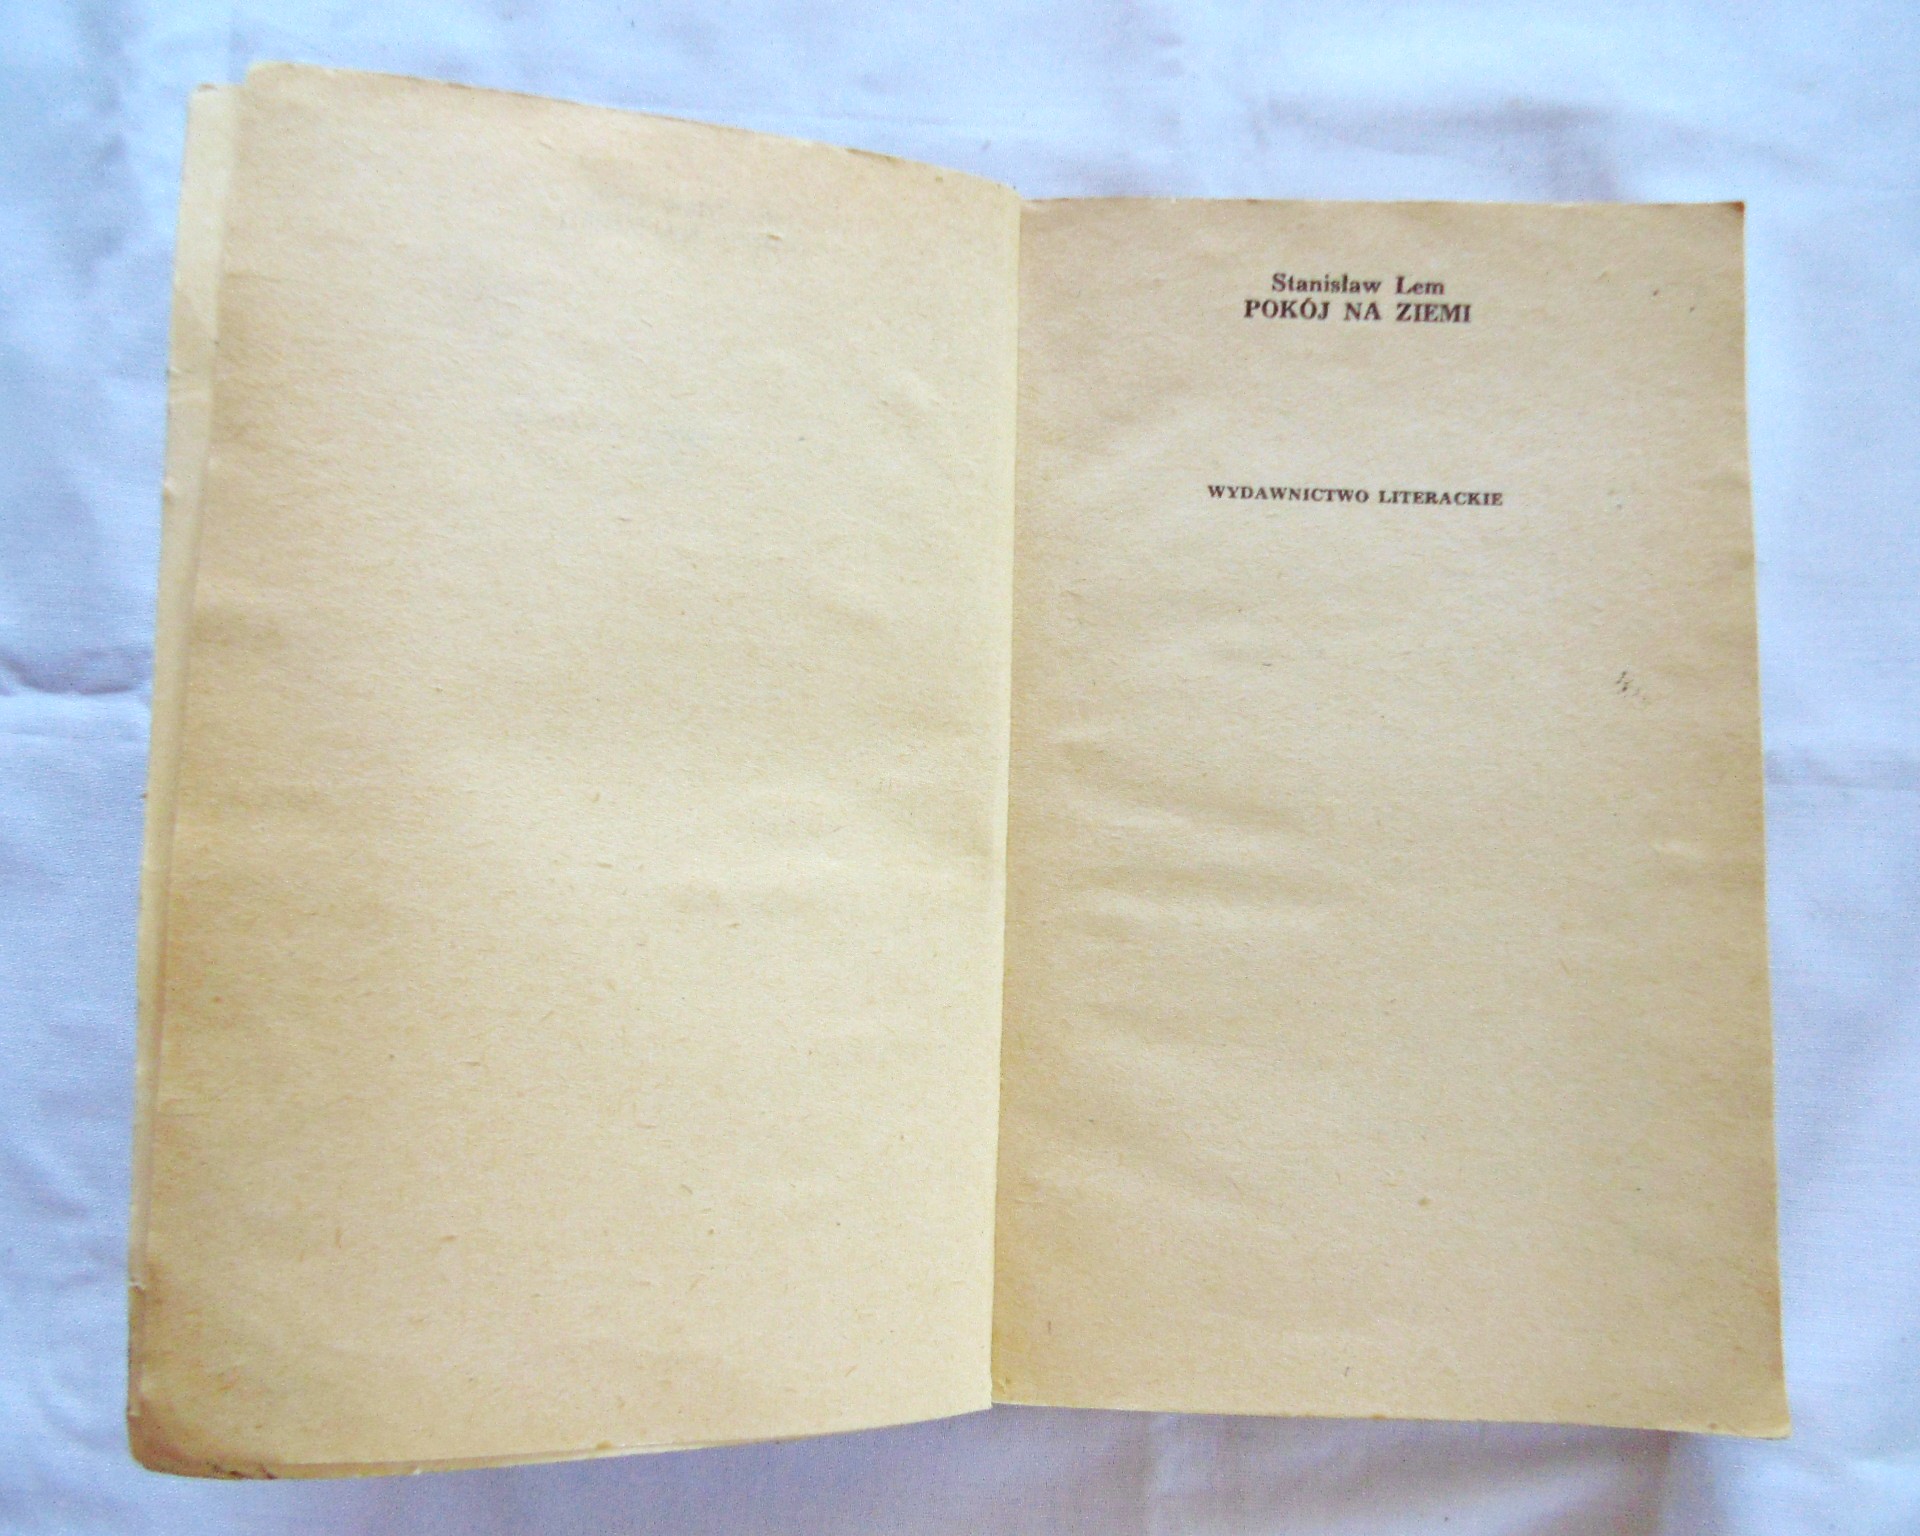 Stanisław Lem
POKÓJ NA ZIEMI
WYDAWNICTWO LITERACKIE